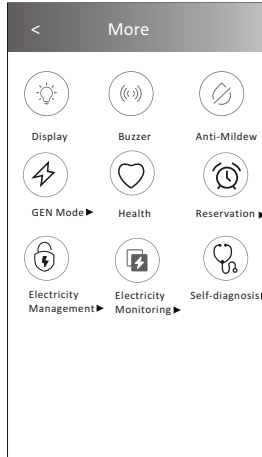 < More
Display Buzzer Anti-Mildew
GEN Mode▶ Health Reservation ▶
Electricity Electricity Self-diagnosis▶
Management▶ Monitoring▶